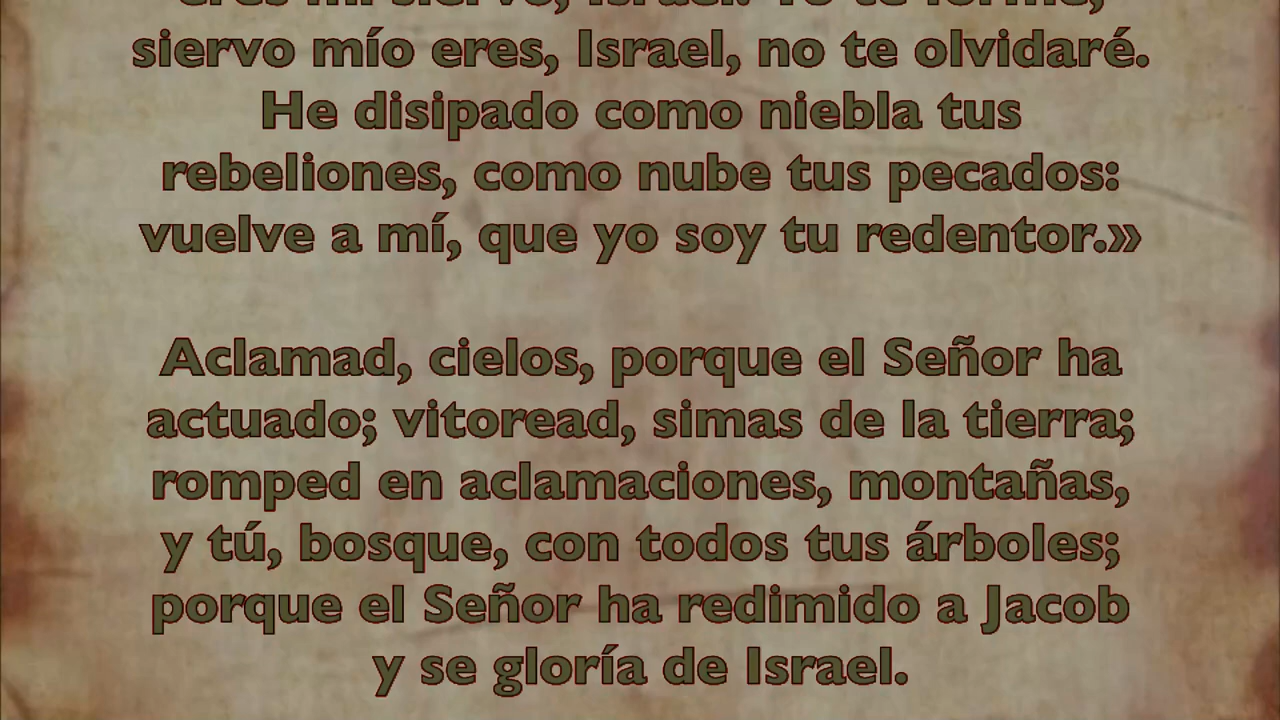 eres mi siervo, Israel. Yo te formé,
siervo mío eres, Israel, no te olvidaré.
He disipado como niebla tus
rebeliones, como nube tus pecados:
vuelve a mí, que yo soy tu redentor.»
Aclamad, cielos, porque el Señor ha
actuado; vitoread, simas de la tierra;
romped en aclamaciones, montañas,
y tú, bosque, con todos tus árboles;
porque el Señor ha redimido a Jacob
y se gloría de Israel.